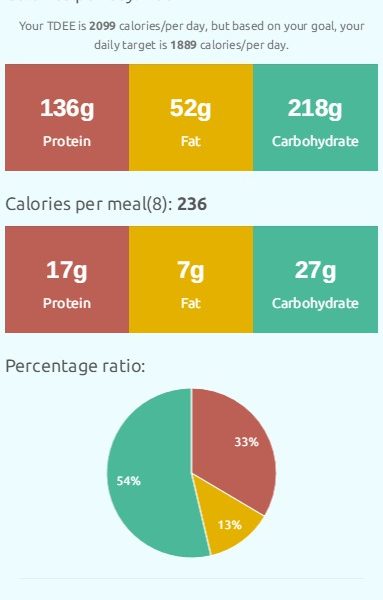 Your TDEE is 2099 calories/per day, but based on your goal, your
daily target is 1889 calories/per day.
136g 52g 218g
Protein Fat Carbohydrate
Calories per meal(8): 236
17g 7g 27g
Protein Fat Carbohydrate
Percentage ratio:
33%
54%
13%